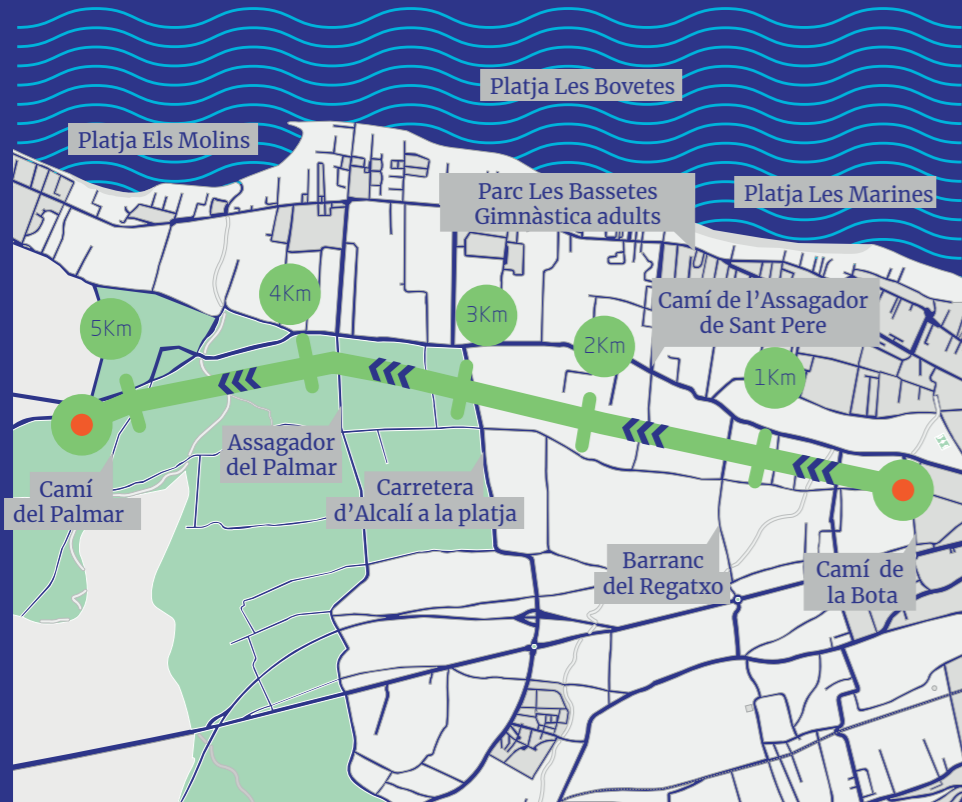 Platja Les Bovetes
Platja Els Molins
Parc Les Bassetes
Gimnàstica adults
Platja Les Marines
4Km
3Km
5Km
Camí de l’Assagador
de Sant Pere
2Km
1Km
Assagador
del Palmar
Camí
del Palmar
Carretera
d’Alcalí a la platja
Barranc
del Regatxo
Camí de
la Bota